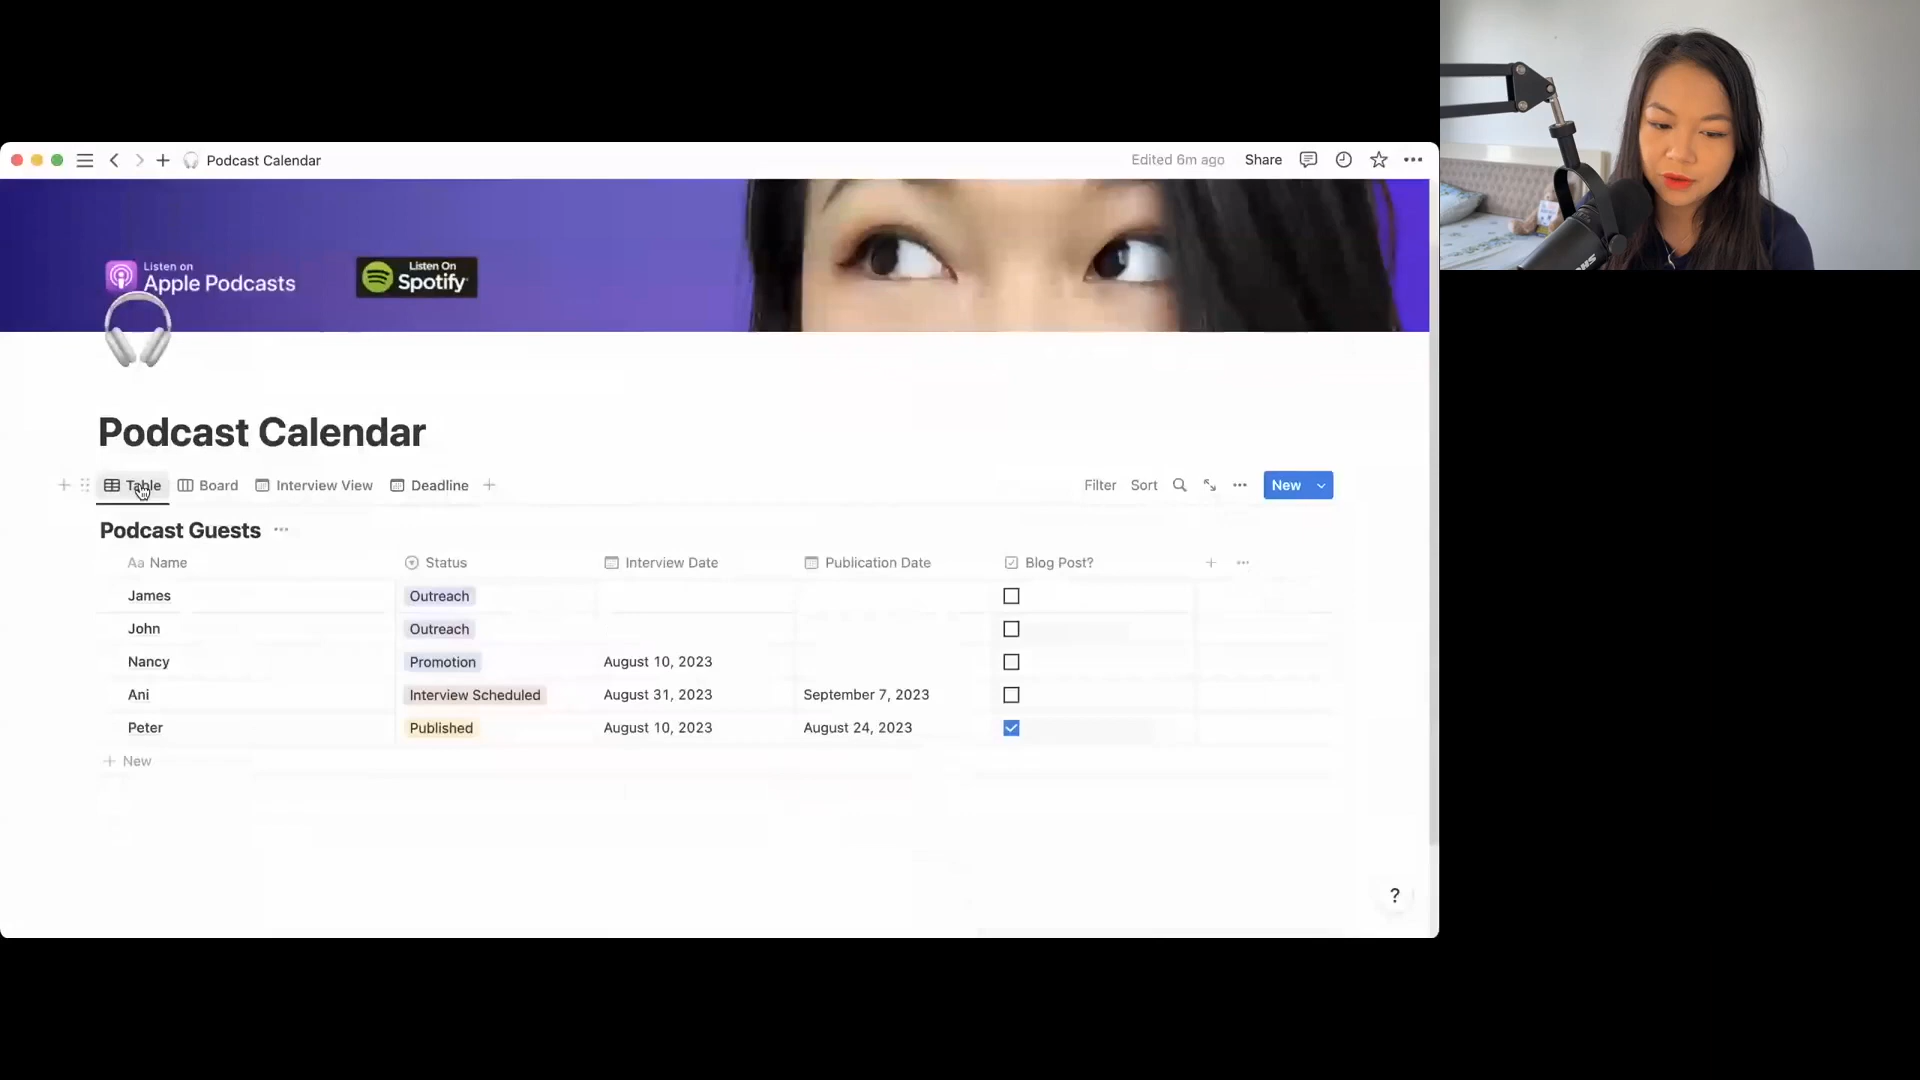 Podcast Calendar
Edited 6m ago Share
Listen on
Apple Podcasts
Listen On
Spotify
Podcast Calendar
Table Board Interview View Deadline
Filter Sort New
Podcast Guests
Aa Name Status Interview Date Publication Date Blog Post?
James Outreach
John Outreach
Nancy Promotion August 10, 2023
Ani Interview Scheduled August 31, 2023 September 7, 2023
Peter Published August 10, 2023 August 24, 2023
+ New
?
SHURE